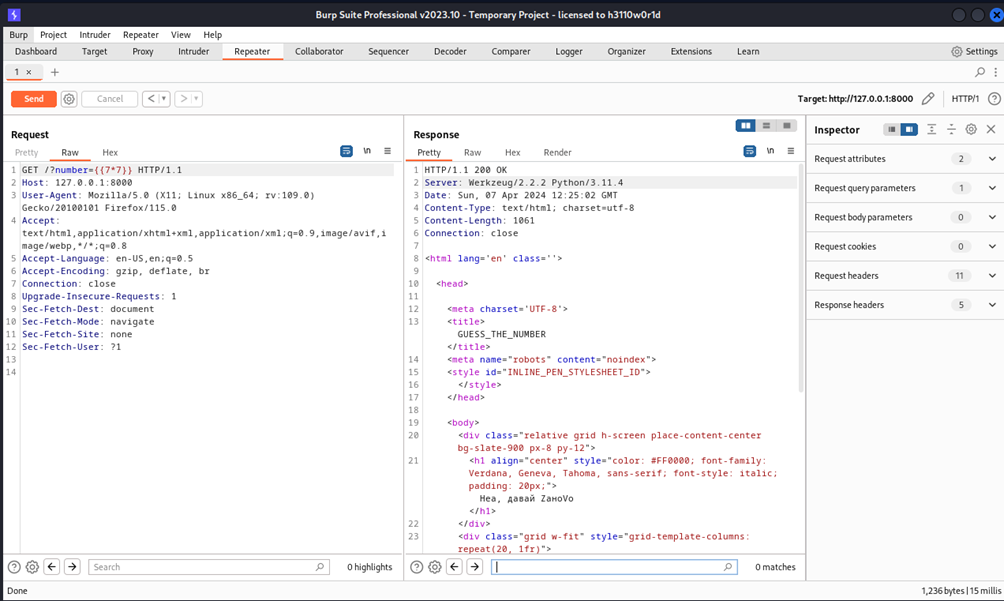 Burp Suite Professional v2023.10 - Temporary Project - licensed to h3110w0r1d
Burp Project Intruder Repeater View Help
Dashboard Target Proxy Intruder Repeater Collaborator Sequencer Decoder Comparer Logger Organizer Extensions Learn Settings
1 × +
Send Cancel < > Target: http://127.0.0.1:8000 HTTP/1
Request
Pretty Raw Hex \n
1 GET /?number={{7*7}} HTTP/1.1
2 Host: 127.0.0.1:8000
3 User-Agent: Mozilla/5.0 (X11; Linux x86_64; rv:109.0)
Gecko/20100101 Firefox/115.0
4 Accept:
text/html,application/xhtml+xml,application/xml;q=0.9,image/avif,i
mage/webp,*/*;q=0.8
5 Accept-Language: en-US,en;q=0.5
6 Accept-Encoding: gzip, deflate, br
7 Connection: close
8 Upgrade-Insecure-Requests: 1
9 Sec-Fetch-Dest: document
10 Sec-Fetch-Mode: navigate
11 Sec-Fetch-Site: none
12 Sec-Fetch-User: ?1
13
14
Search 0 highlights
Response
Pretty Raw Hex Render \n
1 HTTP/1.1 200 OK
2 Server: Werkzeug/2.2.2 Python/3.11.4
3 Date: Sun, 07 Apr 2024 12:25:02 GMT
4 Content-Type: text/html; charset=utf-8
5 Content-Length: 1061
6 Connection: close
7
8 <html lang='en' class=''>
9
10 <head>
11
12 <meta charset='UTF-8'>
13 <title>
GUESS_THE_NUMBER
</title>
14 <meta name="robots" content="noindex">
15 <style id="INLINE_PEN_STYLESHEET_ID">
16 </style>
17 </head>
18
19 <body>
20 <div class="relative grid h-screen place-content-center
bg-slate-900 px-8 py-12">
21 <h1 align="center" style="color: #FF0000; font-family:
Verdana, Geneva, Tahoma, sans-serif; font-style: italic;
padding: 20px;">
Неа, давай ZaноVo
</h1>
22 </div>
23 <div class="grid w-fit" style="grid-template-columns:
repeat(20, 1fr)">
0 matches
Inspector
Request attributes 2
Request query parameters 1
Request body parameters 0
Request cookies 0
Request headers 11
Response headers 5
Done 1,236 bytes | 15 millis